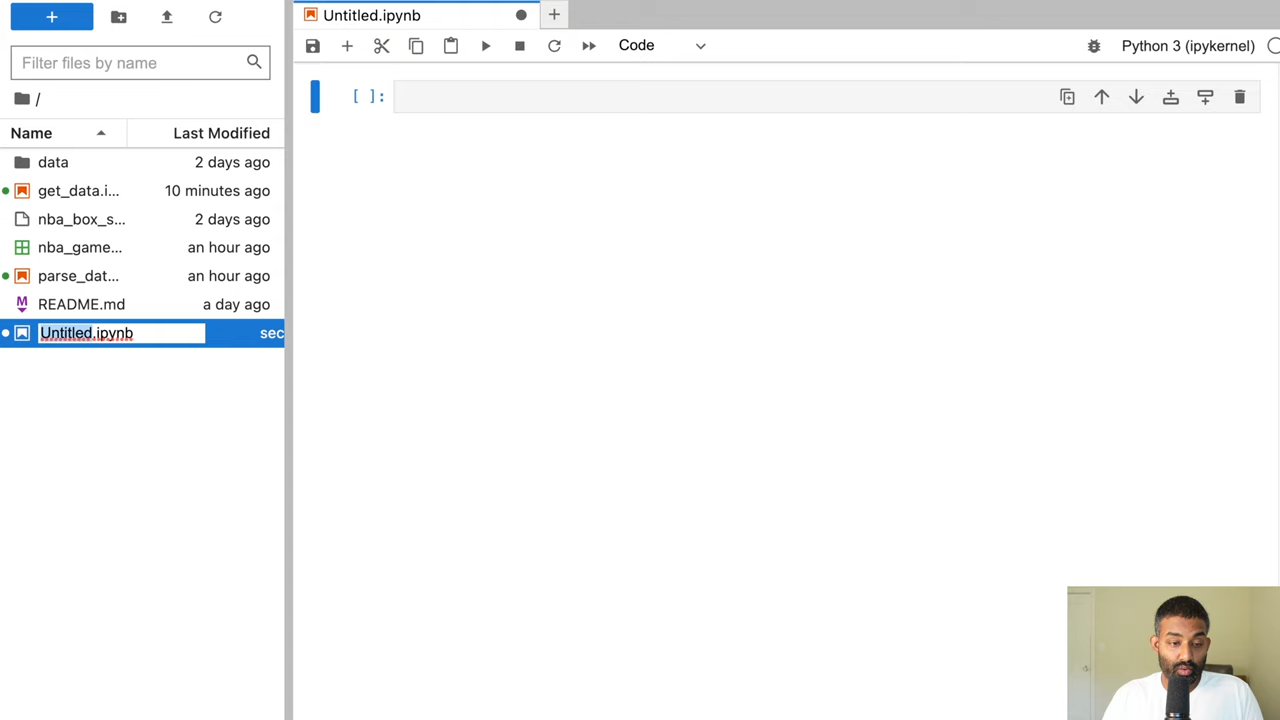 Untitled.ipynb
Filter files by name
Code
Python 3 (ipykernel)
/
[ ]:
Name Last Modified
data 2 days ago
get_data.i... 10 minutes ago
nba_box_s... 2 days ago
nba_game... an hour ago
parse_dat... an hour ago
README.md a day ago
Untitled.ipynb sec